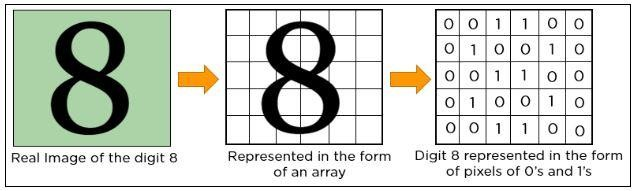 8
8
0 0 1 1 0 0
0 1 0 0 1 0
0 0 1 1 0 0
0 1 0 0 1 0
0 0 1 1 0 0
Real Image of the digit 8
Represented in the form
of an array
Digit 8 represented in the form
of pixels of 0's and 1's